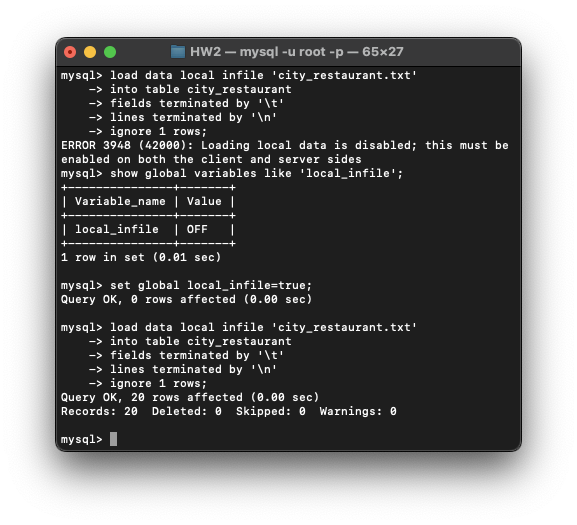 HW2 — mysql -u root -p — 65×27
mysql> load data local infile 'city_restaurant.txt'
    -> into table city_restaurant
    -> fields terminated by '\t'
    -> lines terminated by '\n'
    -> ignore 1 rows;
ERROR 3948 (42000): Loading local data is disabled; this must be
enabled on both the client and server sides
mysql> show global variables like 'local_infile';
+---------------+-------+
| Variable_name | Value |
+---------------+-------+
| local_infile  | OFF   |
+---------------+-------+
1 row in set (0.01 sec)
mysql> set global local_infile=true;
Query OK, 0 rows affected (0.00 sec)
mysql> load data local infile 'city_restaurant.txt'
    -> into table city_restaurant
    -> fields terminated by '\t'
    -> lines terminated by '\n'
    -> ignore 1 rows;
Query OK, 20 rows affected (0.00 sec)
Records: 20  Deleted: 0  Skipped: 0  Warnings: 0
mysql>